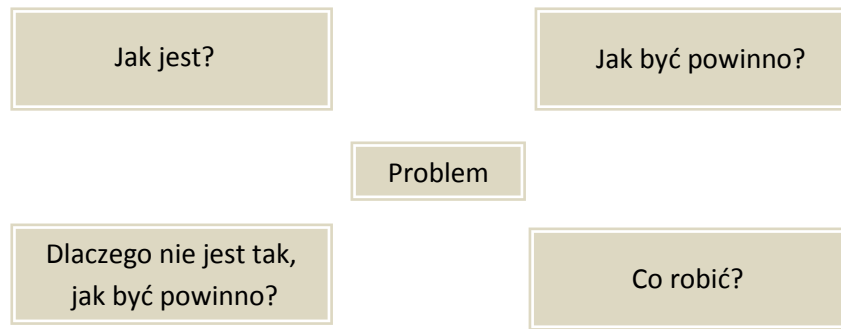 Jak jest?
Jak być powinno?
Problem
Dlaczego nie jest tak,
jak być powinno?
Co robić?